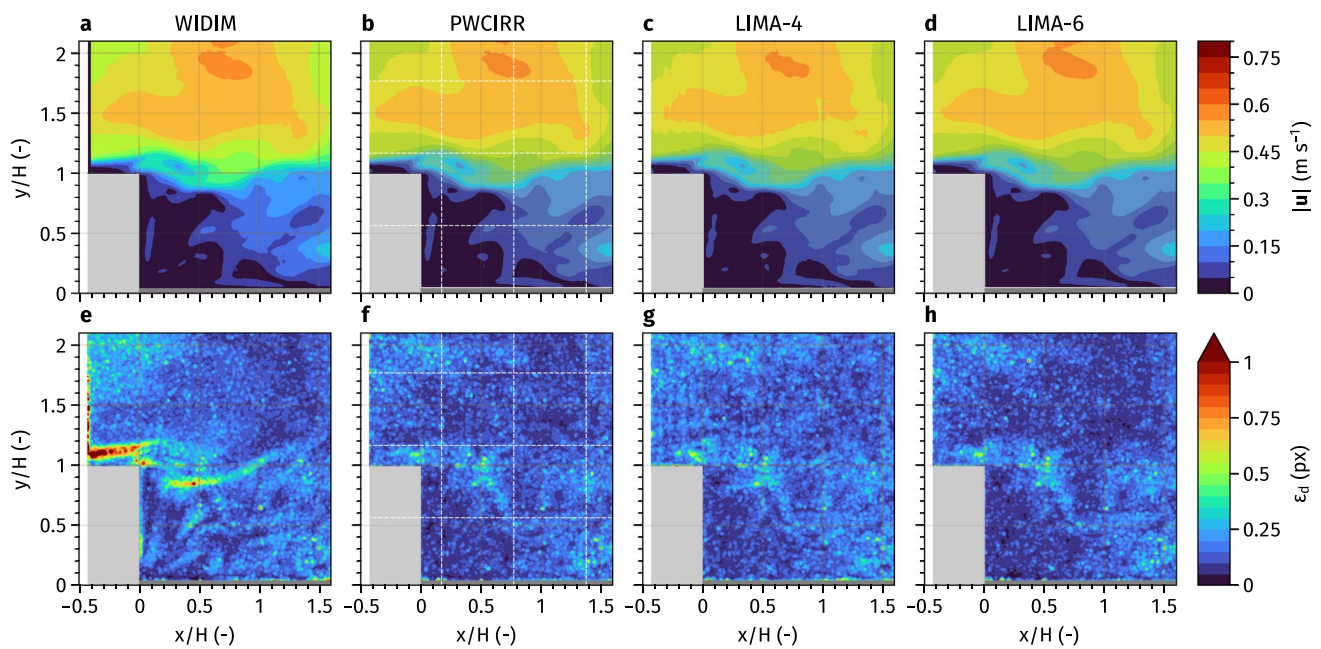 a WIDIM
b PWCIRR
c LIMA-4
d LIMA-6
2
1.5
1
0.5
0
y/H (-)
0.75
0.6
0.45
0.3
0.15
0
|u| (m s⁻¹)
e
f
g
h
2
1.5
1
0.5
0
y/H (-)
1
0.75
0.5
0.25
0
ε_d (px)
−0.5 0 0.5 1 1.5
−0.5 0 0.5 1 1.5
−0.5 0 0.5 1 1.5
−0.5 0 0.5 1 1.5
x/H (-)
x/H (-)
x/H (-)
x/H (-)